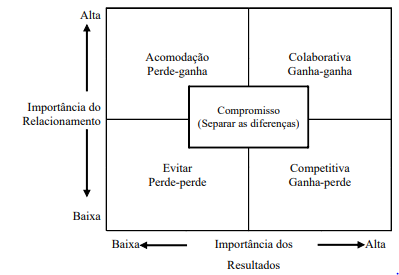 Alta
Acomodação
Perde-ganha
Colaborativa
Ganha-ganha
Importância do
Relacionamento
Compromisso
(Separar as diferenças)
Evitar
Perde-perde
Competitiva
Ganha-perde
Baixa
Baixa
Importância dos
Resultados
Alta
.